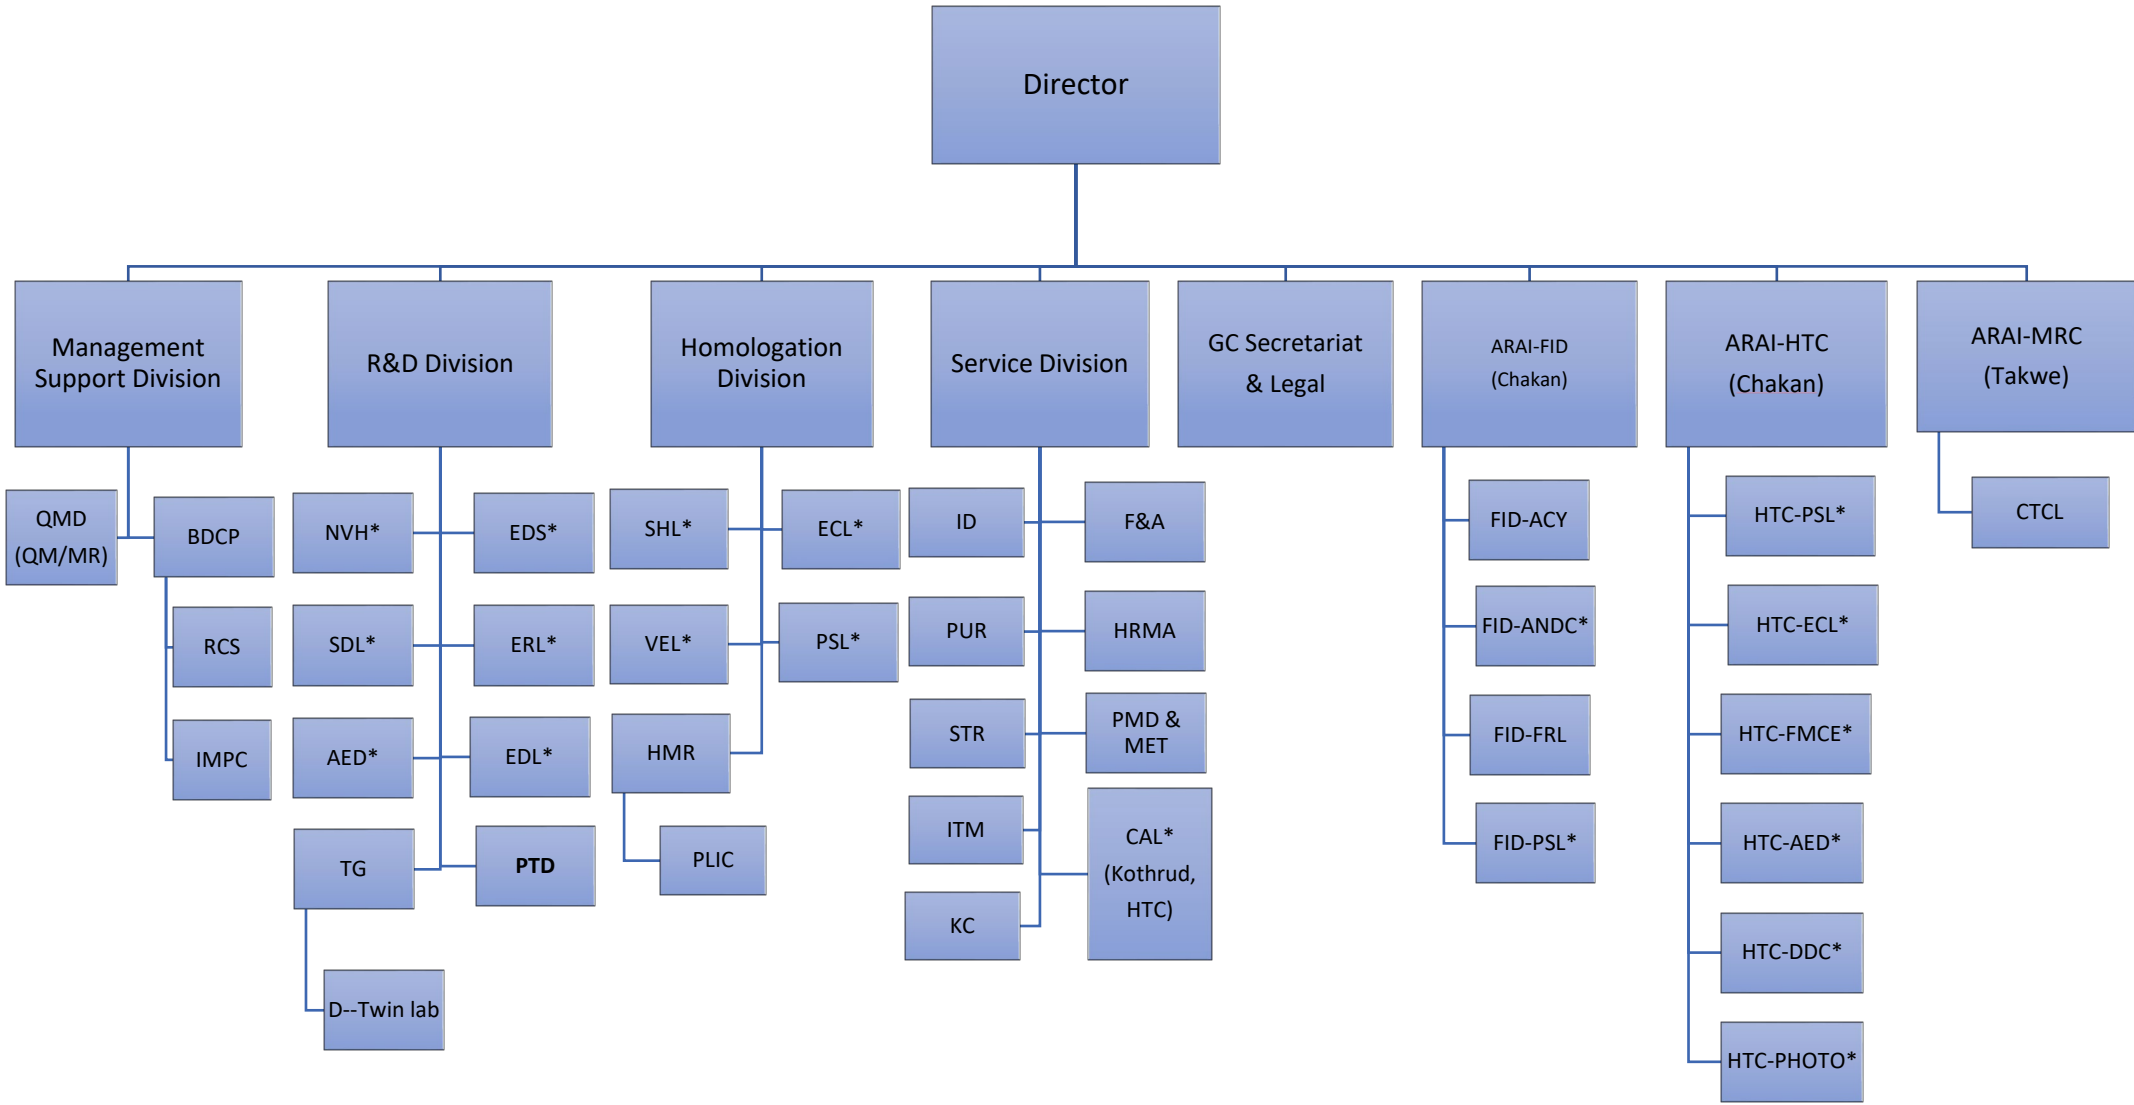 Director
Management
Support Division
R&D Division
Homologation
Division
Service Division
GC Secretariat
& Legal
ARAI-FID
(Chakan)
ARAI-HTC
(Chakan)
ARAI-MRC
(Takwe)
QMD
(QM/MR)
BDCP
RCS
IMPC
NVH*
EDS*
SDL*
ERL*
AED*
EDL*
TG
PTD
D--Twin lab
SHL*
ECL*
VEL*
PSL*
HMR
PLIC
ID
F&A
PUR
HRMA
STR
PMD &
MET
ITM
CAL*
(Kothrud,
HTC)
KC
FID-ACY
FID-ANDC*
FID-FRL
FID-PSL*
HTC-PSL*
HTC-ECL*
HTC-FMCE*
HTC-AED*
HTC-DDC*
HTC-PHOTO*
CTCL